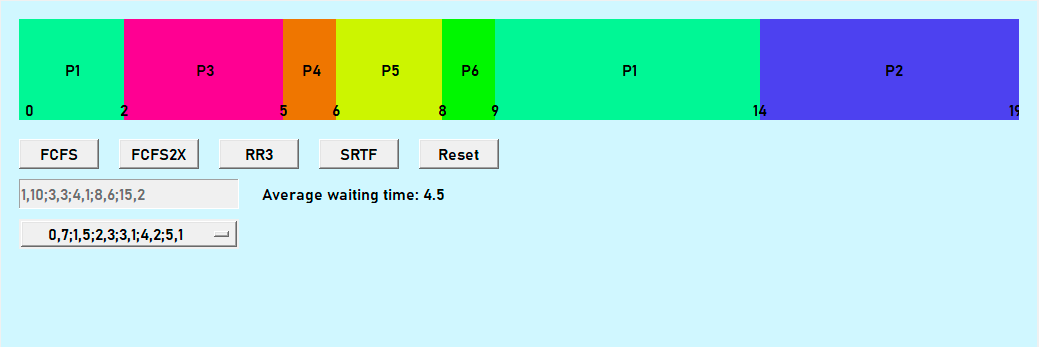 P1 P3 P4 P5 P6 P1 P2
0 2 5 6 8 9 14 19
FCFS FCFS2X RR3 SRTF Reset
1,10;3,3;4,1;8,6;15,2 Average waiting time: 4.5
0,7;1,5;2,3;3,1;4,2;5,1